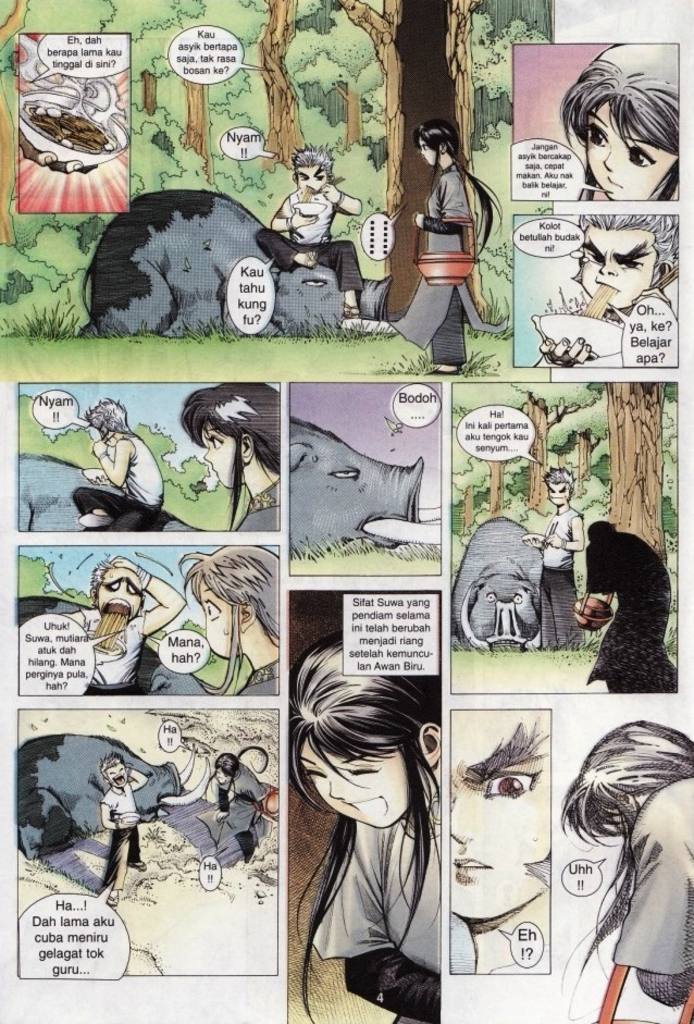 Eh, dah
berapa lama kau
tinggal di sini?
Kau
asyik bertapa
saja, tak rasa
bosan ke?
Nyam
!!
Kau
tahu
kung
fu?
Jangan
asyik bercakap
saja, cepat
makan. Aku nak
balik belajar,
ni!
Kolot
betullah budak
ni!
Oh...
ya, ke?
Belajar
apa?
Nyam
!!
Bodoh
....
Ha!
Ini kali pertama
aku tengok kau
senyum....
Uhuk!
Suwa, mutiara
atuk dah
hilang. Mana
perginya pula,
hah?
Mana,
hah?
Sifat Suwa yang
pendiam selama
ini telah berubah
menjadi riang
setelah kemuncu-
lan Awan Biru.
Ha
!!
Ha
!!
Ha...!
Dah lama aku
cuba meniru
gelagat tok
guru...
Eh
!?
Uhh
!!
4